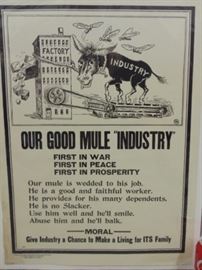 FACTORY
INDUSTRY
OUR GOOD MULE "INDUSTRY"
FIRST IN WAR
FIRST IN PEACE
FIRST IN PROSPERITY
Our mule is wedded to his job.
He is a good and faithful worker.
He provides for his many dependents.
He is no Slacker.
Use him well and he'll smile.
Abuse him and he'll balk.
MORAL
Give Industry a Chance to Make a Living for ITS Family